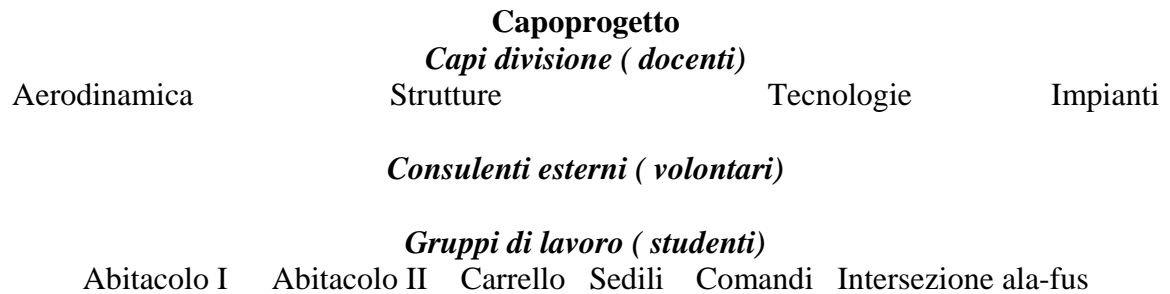 Capoprogetto
Capi divisione ( docenti)
Aerodinamica Strutture Tecnologie Impianti
Consulenti esterni ( volontari)
Gruppi di lavoro ( studenti)
Abitacolo I Abitacolo II Carrello Sedili Comandi Intersezione ala-fus